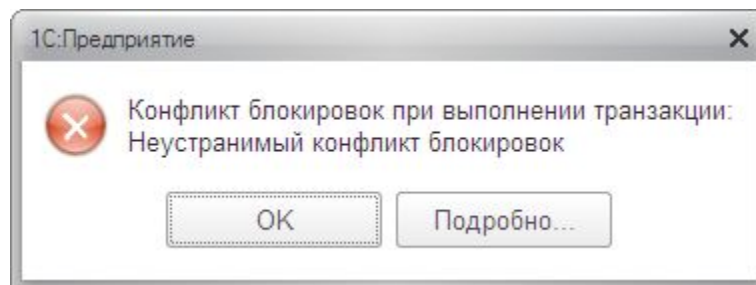 1С:Предприятие
Конфликт блокировок при выполнении транзакции:
Неустранимый конфликт блокировок
OK
Подробно...